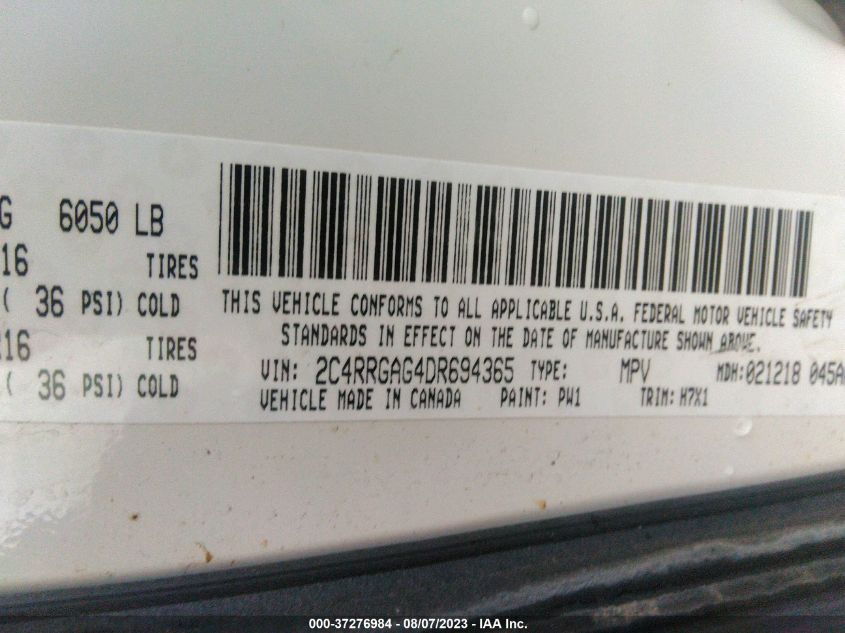 G 6050 LB
16 TIRES
( 36 PSI) COLD
16 TIRES
( 36 PSI) COLD
THIS VEHICLE CONFORMS TO ALL APPLICABLE U.S.A. FEDERAL MOTOR VEHICLE SAFETY
STANDARDS IN EFFECT ON THE DATE OF MANUFACTURE SHOWN ABOVE.
VIN: 2C4RRGAG4DR694365 TYPE: MPV MDH:021218 045A
VEHICLE MADE IN CANADA PAINT: PW1 TRIM: H7X1
000-37276984 - 08/07/2023 - IAA Inc.